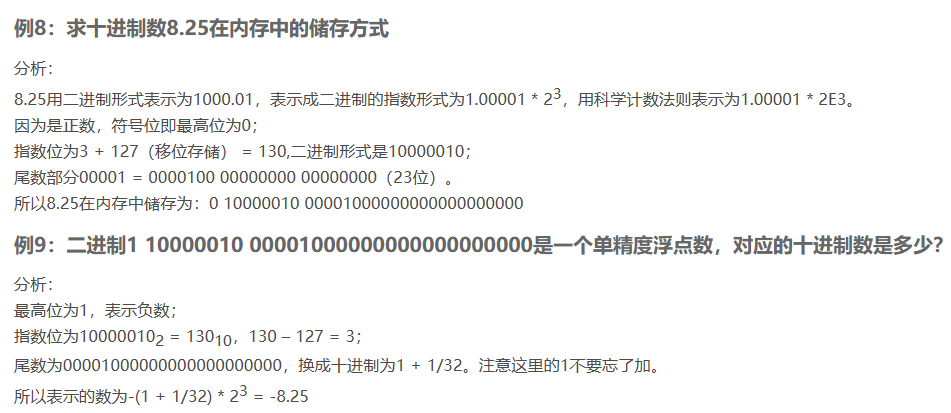 例8：求十进制数8.25在内存中的储存方式
分析：
8.25用二进制形式表示为1000.01，表示成二进制的指数形式为1.00001 * 2³，用科学计数法则表示为1.00001 * 2E3。
因为是正数，符号位即最高位为0；
指数位为3 + 127（移位存储） = 130,二进制形式是10000010；
尾数部分00001 = 0000100 00000000 00000000（23位）。
所以8.25在内存中储存为：0 10000010 00001000000000000000000
例9：二进制1 10000010 00001000000000000000000是一个单精度浮点数，对应的十进制数是多少?
分析：
最高位为1，表示负数；
指数位为10000010₂ = 130₁₀，130 – 127 = 3；
尾数为00001000000000000000000，换成十进制为1 + 1/32。注意这里的1不要忘了加。
所以表示的数为-(1 + 1/32) * 2³ = -8.25